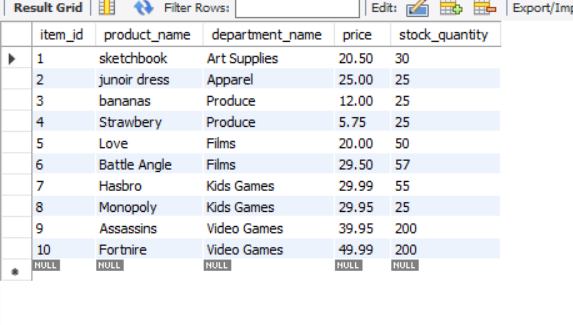 Result Grid Filter Rows: Edit: Export/Imp
item_id product_name department_name price stock_quantity
1 sketchbook Art Supplies 20.50 30
2 junoir dress Apparel 25.00 25
3 bananas Produce 12.00 25
4 Strawbery Produce 5.75 25
5 Love Films 20.00 50
6 Battle Angle Films 29.50 57
7 Hasbro Kids Games 29.99 55
8 Monopoly Kids Games 29.95 25
9 Assassins Video Games 39.95 200
10 Fortnire Video Games 49.99 200
NULL NULL NULL NULL NULL